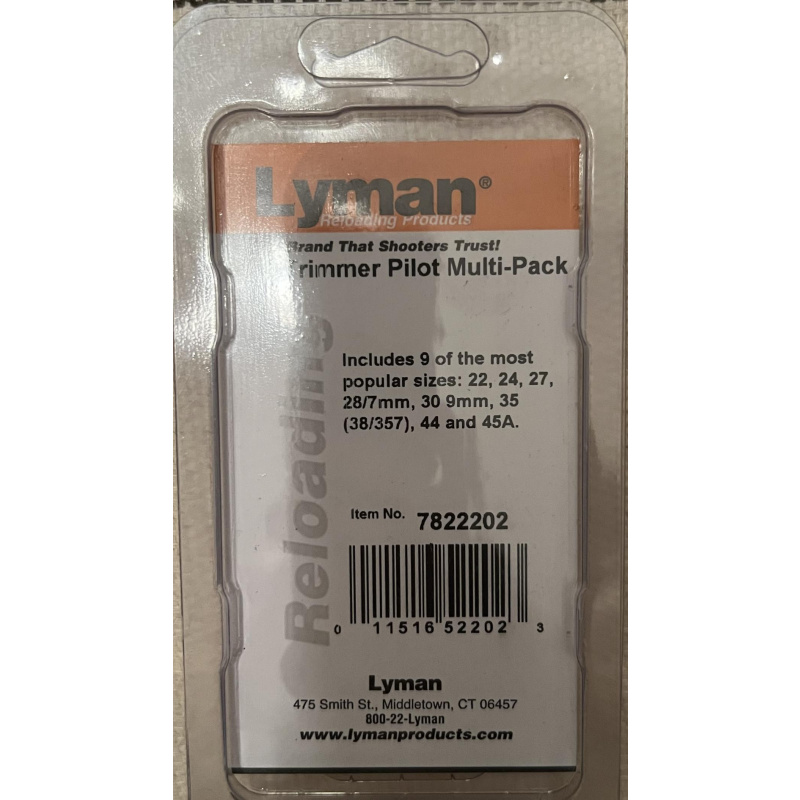 Lyman®
Reloading Products
Brand That Shooters Trust!
Trimmer Pilot Multi-Pack
Includes 9 of the most
popular sizes: 22, 24, 27,
28/7mm, 30 9mm, 35
(38/357), 44 and 45A.
Reloading
Item No. 7822202
0 11516 52202 3
Lyman
475 Smith St., Middletown, CT 06457
800-22-Lyman
www.lymanproducts.com